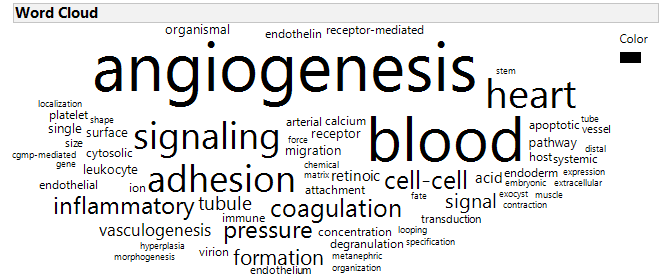 Word Cloud
Color
organismal
endothelin
receptor-mediated
angiogenesis
stem
heart
localization
platelet
shape
single
surface
size
cgmp-mediated
cytosolic
gene
leukocyte
endothelial
ion
signaling
arterial
calcium
force
receptor
migration
blood
apoptotic
tube
vessel
pathway
distal
host
systemic
adhesion
chemical
matrix
retinoic
attachment
cell-cell
acid
endoderm
expression
embryonic
extracellular
fate
exocyst
muscle
contraction
inflammatory
tubule
immune
coagulation
signal
transduction
vasculogenesis
pressure
concentration
looping
degranulation
specification
hyperplasia
morphogenesis
virion
formation
metanephric
endothelium
organization